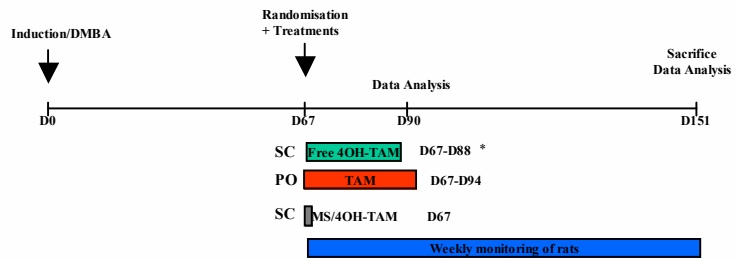 Randomisation
+ Treatments
Induction/DMBA
Sacrifice
Data Analysis
Data Analysis
D0
D67
D90
D151
SC Free 4OH-TAM D67-D88 *
PO TAM D67-D94
SC MS/4OH-TAM D67
Weekly monitoring of rats